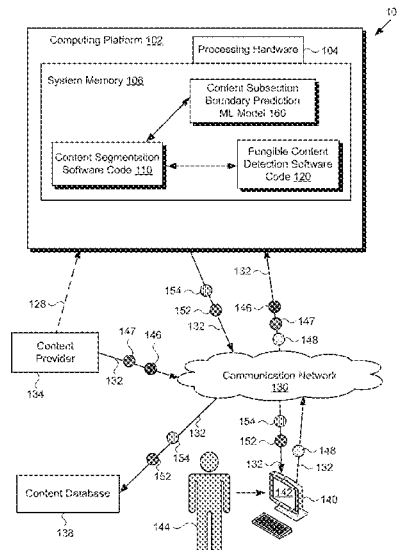 10
Computing Platform 102
Processing Hardware
104
System Memory 106
Content Subsection
Boundary Prediction
ML Model 160
Content Segmentation
Software Code 110
Fungible Content
Detection Software
Code 120
128
154
152
132
132
146
147
148
Content
Provider
134
147
146
132
Communication Network
130
132
154
152
154
152
148
132
132
Content Database
138
144
142
140